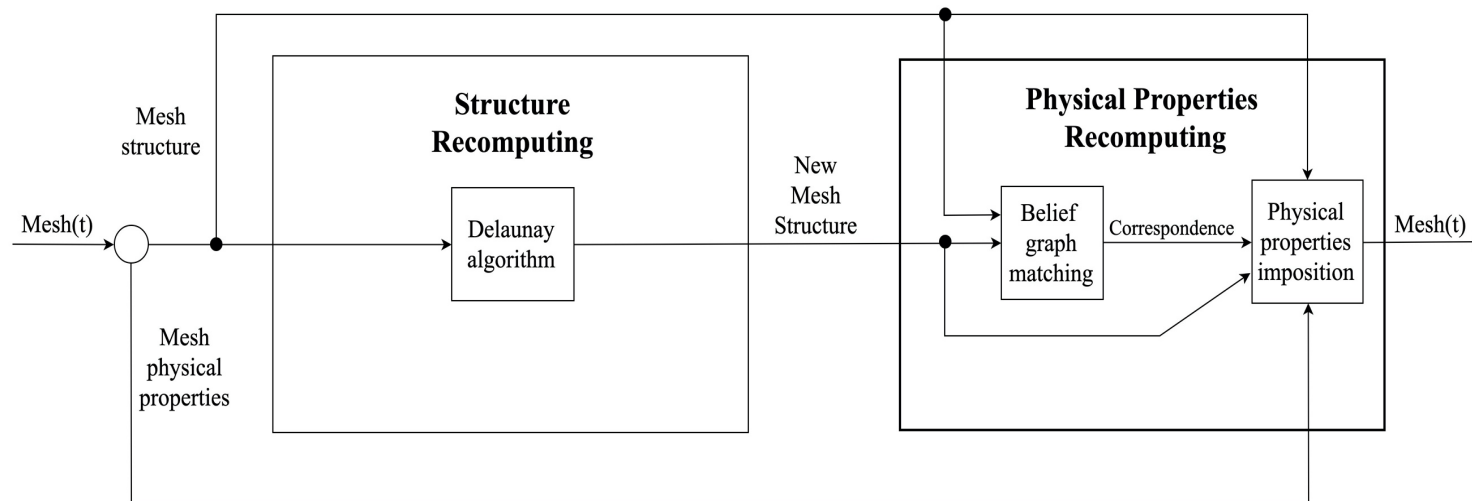 Mesh
structure
Structure
Recomputing
Physical Properties
Recomputing
Mesh(t)
Delaunay
algorithm
New
Mesh
Structure
Belief
graph
matching
Correspondence
Physical
properties
imposition
Mesh(t)
Mesh
physical
properties